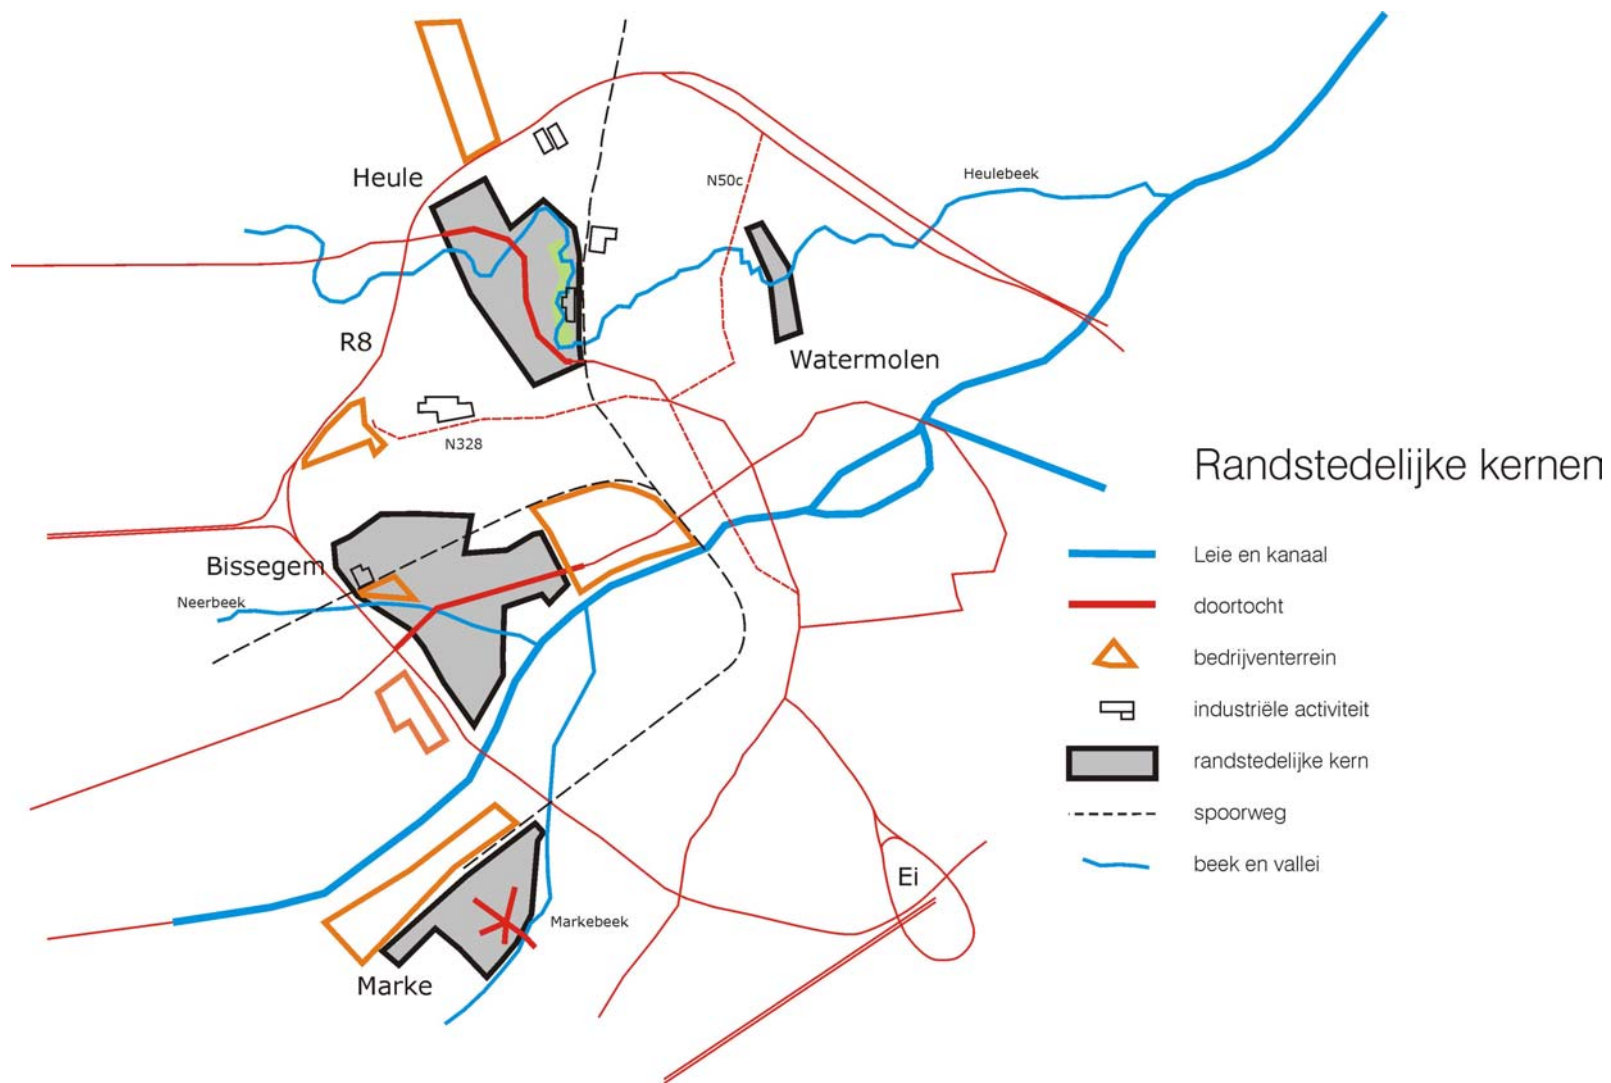 Heule
N50c
Heulebeek
R8
Watermolen
N328
Bissegem
Neerbeek
Ei
Markebeek
Marke
Randstedelijke kernen
Leie en kanaal
doortocht
bedrijventerrein
industriële activiteit
randstedelijke kern
spoorweg
beek en vallei